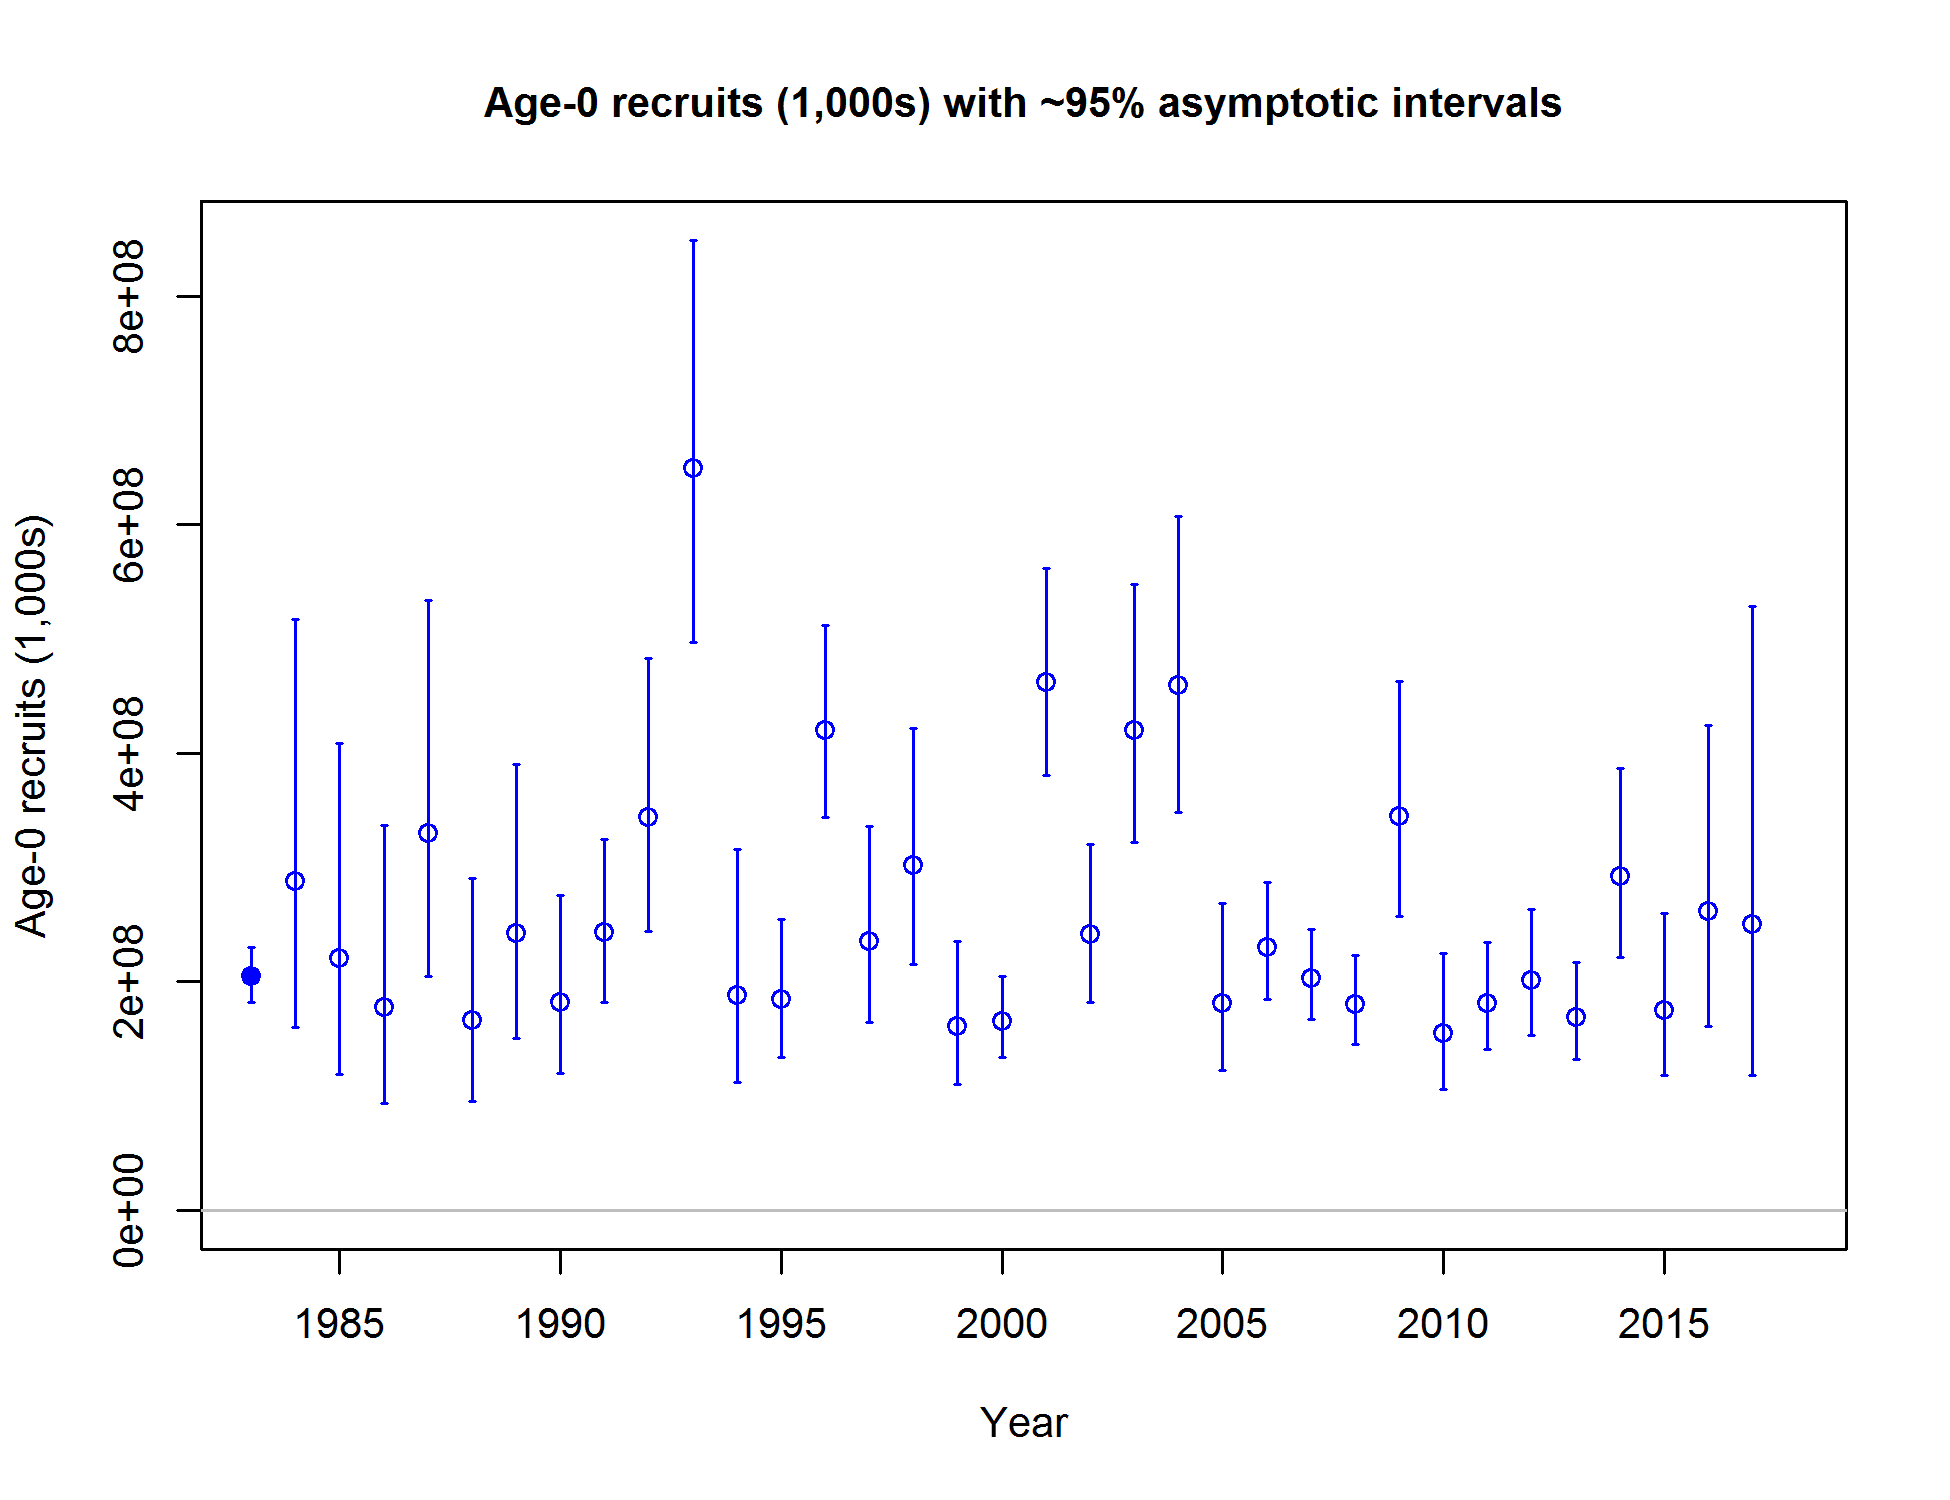 Age-0 recruits (1,000s) with ~95% asymptotic intervals
Age-0 recruits (1,000s)
8e+08
6e+08
4e+08
2e+08
0e+00
1985 1990 1995 2000 2005 2010 2015
Year